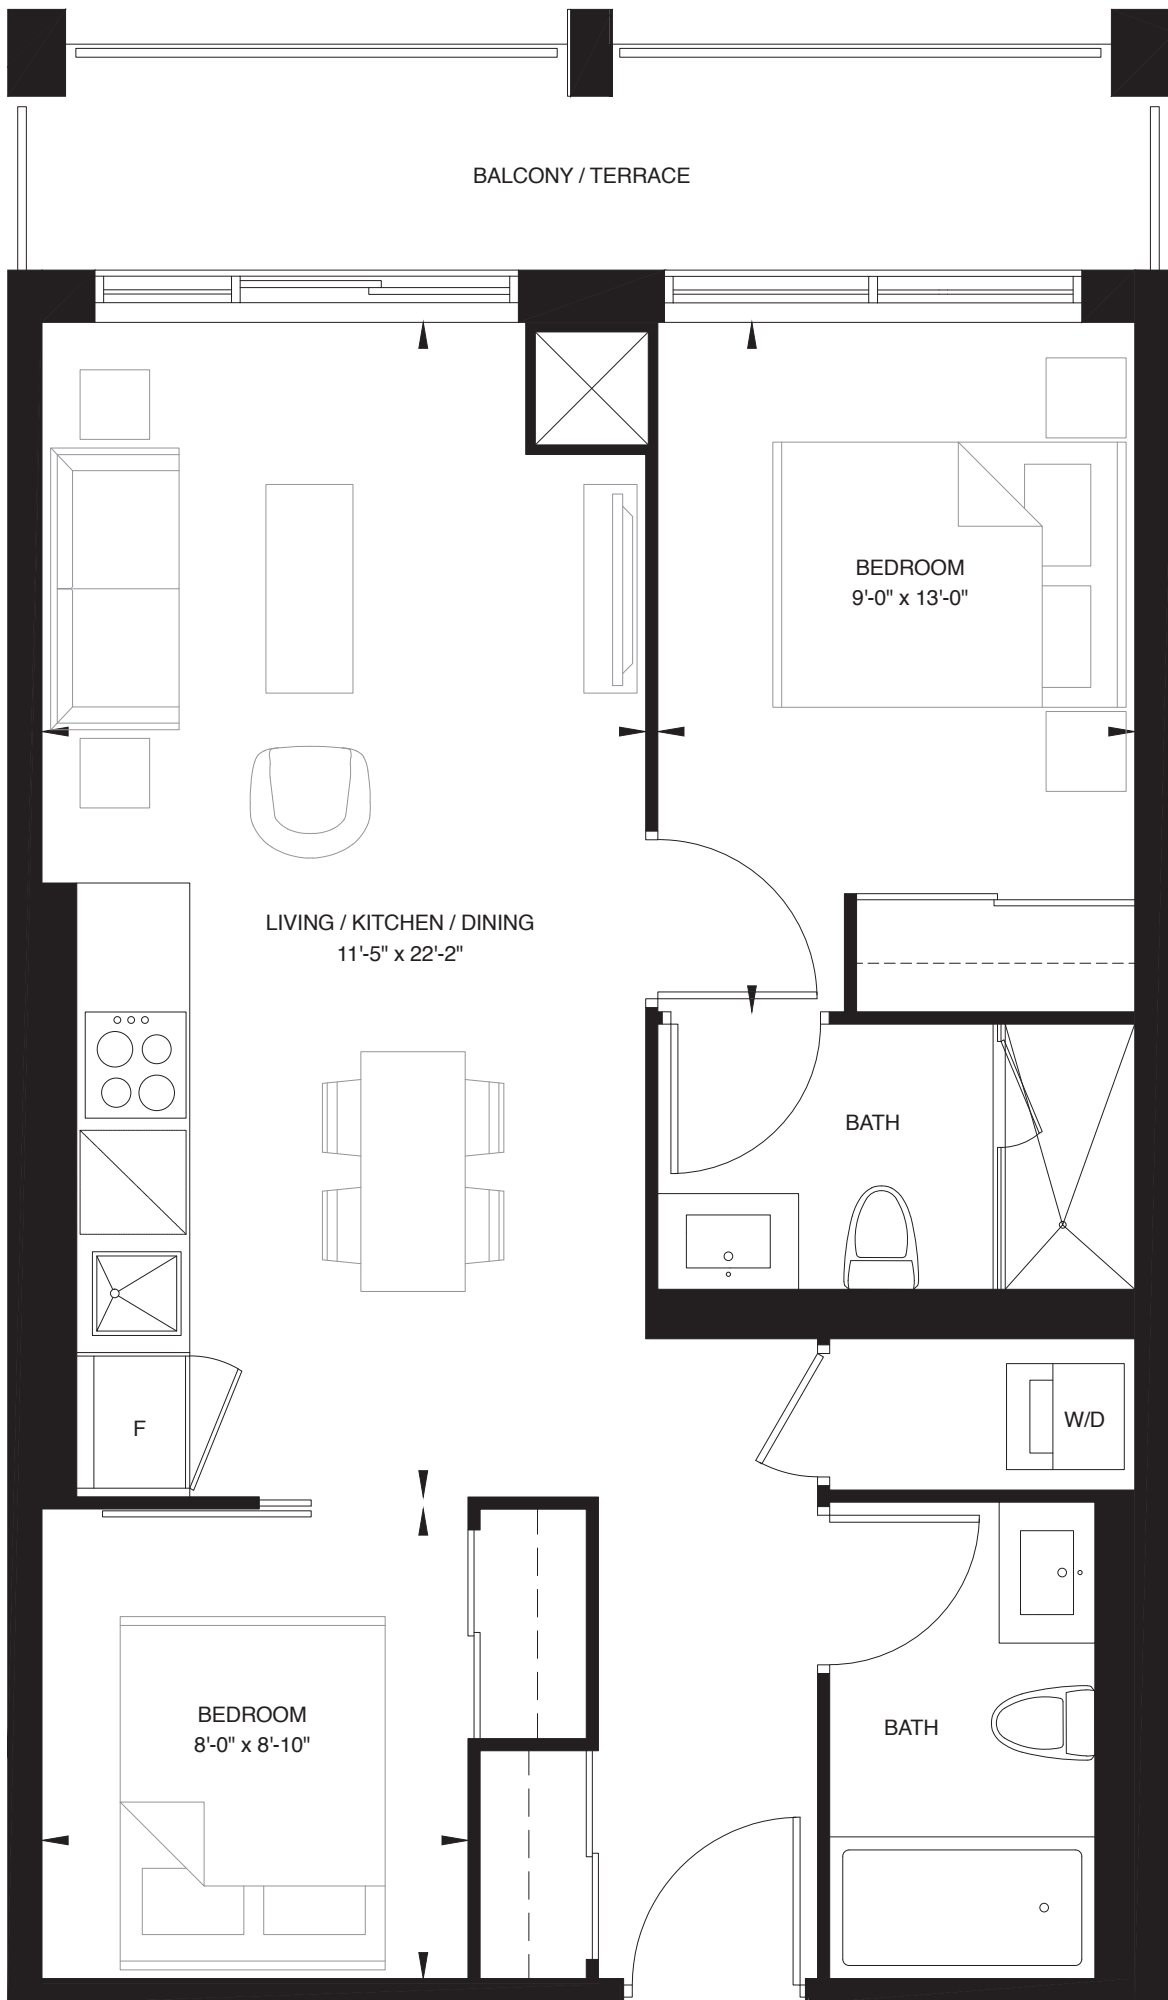 BALCONY / TERRACE
BEDROOM
9'-0" x 13'-0"
LIVING / KITCHEN / DINING
11'-5" x 22'-2"
BATH
F
W/D
BEDROOM
8'-0" x 8'-10"
BATH